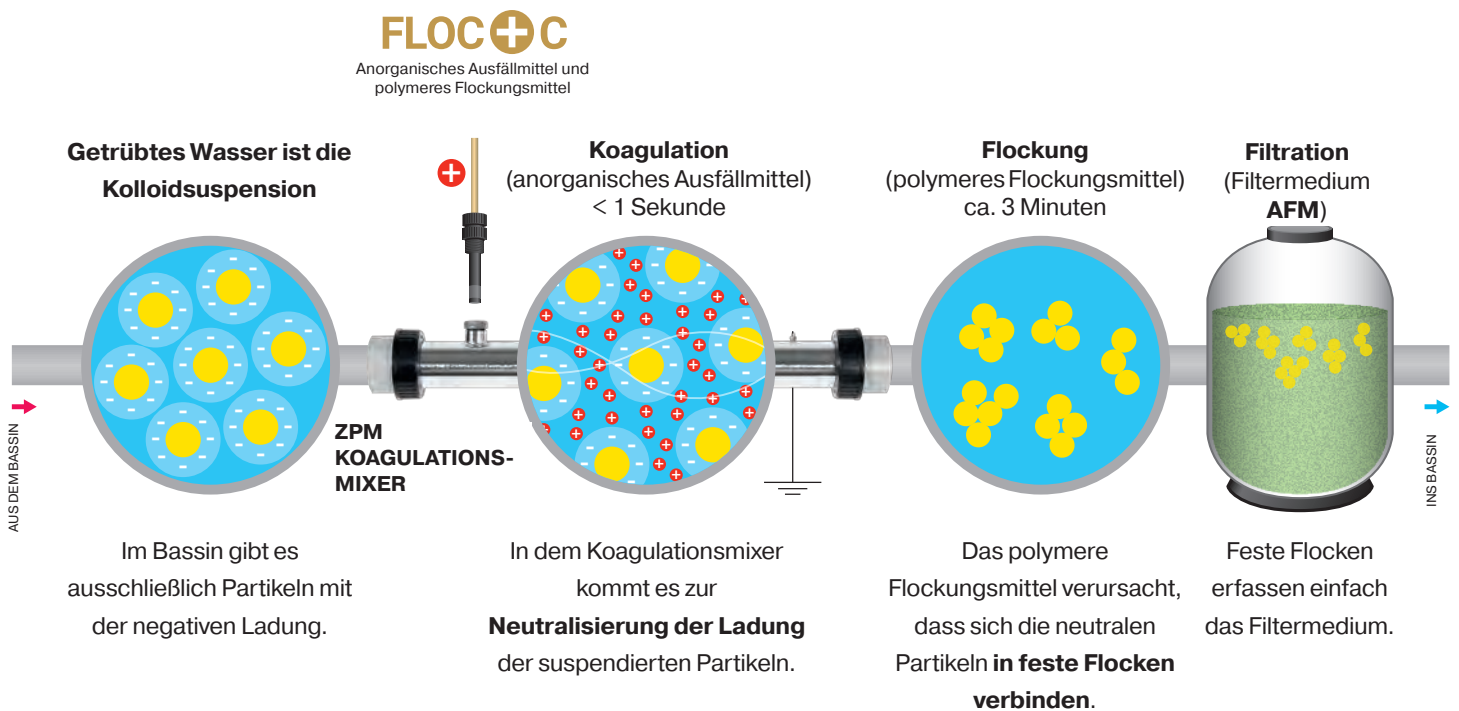 FLOC+C
Anorganisches Ausfällmittel und
polymeres Flockungsmittel
Getrübtes Wasser ist die
Kolloidsuspension
Koagulation
(anorganisches Ausfällmittel)
< 1 Sekunde
Flockung
(polymeres Flockungsmittel)
ca. 3 Minuten
Filtration
(Filtermedium
AFM)
AUS DEM BASSIN
ZPM
KOAGULATIONS-
MIXER
INS BASSIN
Im Bassin gibt es
ausschließlich Partikeln mit
der negativen Ladung.
In dem Koagulationsmixer
kommt es zur
Neutralisierung der Ladung
der suspendierten Partikeln.
Das polymere
Flockungsmittel verursacht,
dass sich die neutralen
Partikeln in feste Flocken
verbinden.
Feste Flocken
erfassen einfach
das Filtermedium.